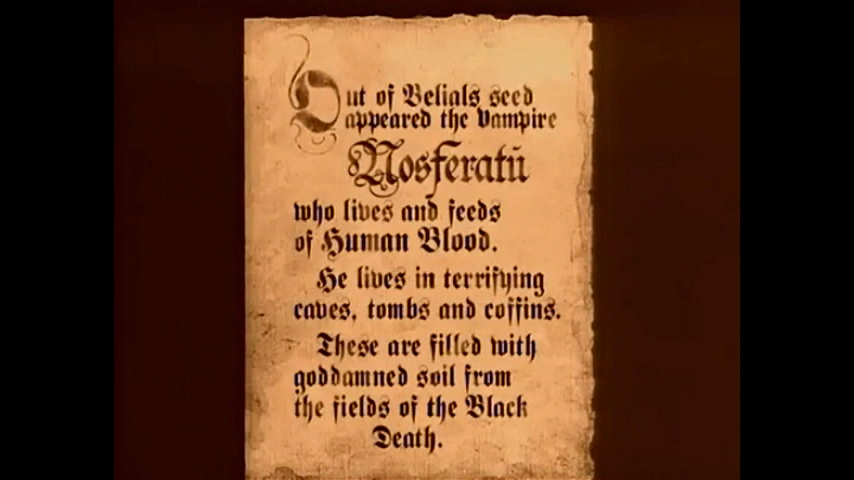 Out of Belials seed
appeared the Vampire
Nosferatu
who lives and feeds
of Human Blood.
He lives in terrifying
caves, tombs and coffins.
These are filled with
goddamned soil from
the fields of the Black
Death.